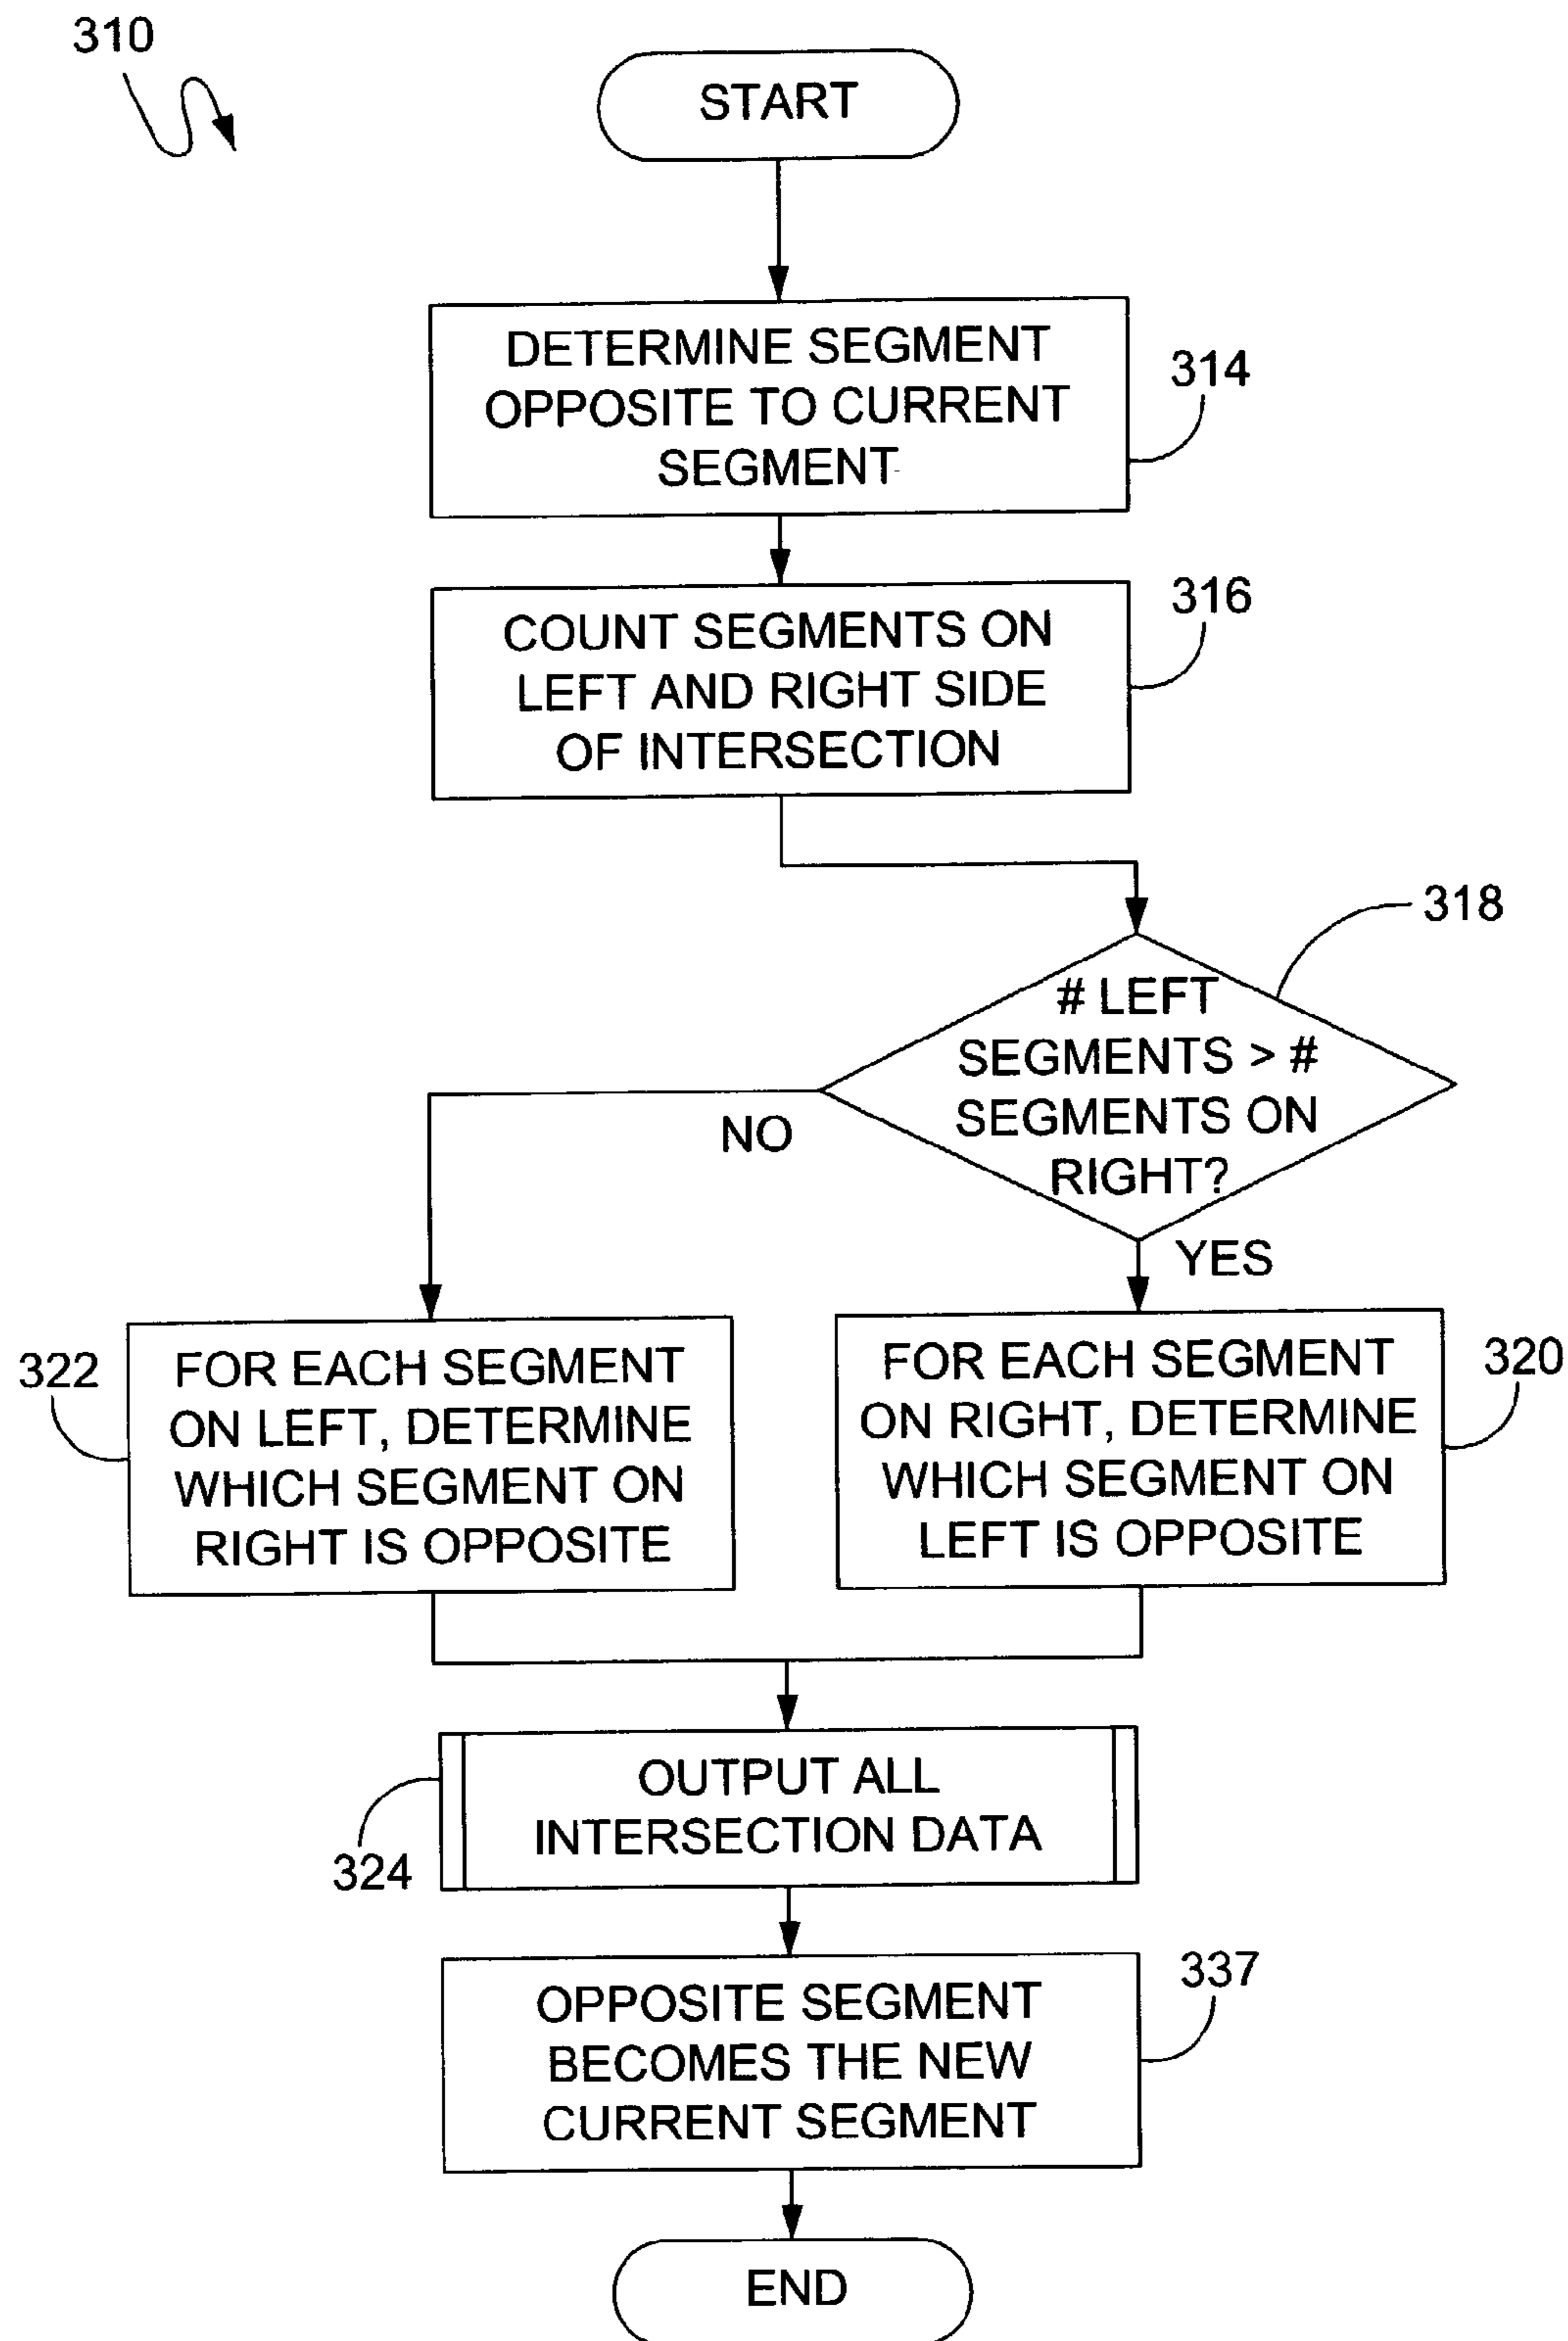 310
START
DETERMINE SEGMENT
OPPOSITE TO CURRENT
SEGMENT
314
COUNT SEGMENTS ON
LEFT AND RIGHT SIDE
OF INTERSECTION
316
# LEFT
SEGMENTS > #
SEGMENTS ON
RIGHT?
318
NO
YES
322
FOR EACH SEGMENT
ON LEFT, DETERMINE
WHICH SEGMENT ON
RIGHT IS OPPOSITE
FOR EACH SEGMENT
ON RIGHT, DETERMINE
WHICH SEGMENT ON
LEFT IS OPPOSITE
320
OUTPUT ALL
INTERSECTION DATA
324
OPPOSITE SEGMENT
BECOMES THE NEW
CURRENT SEGMENT
337
END